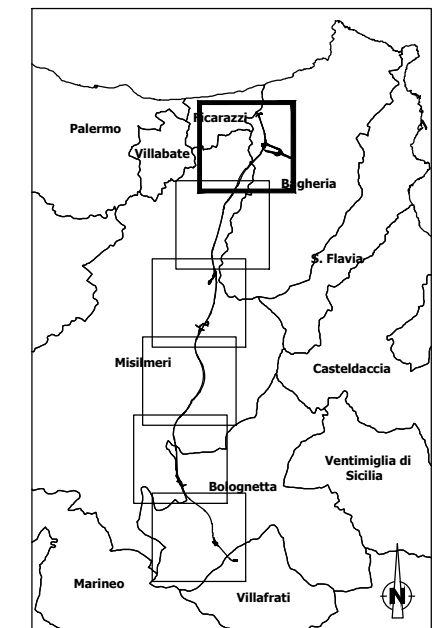 Ficarazzi
Palermo
Villabate
Bagheria
S. Flavia
Misilmeri
Casteldaccia
Ventimiglia di
Sicilia
Bolognetta
Marineo
Villafrati
N